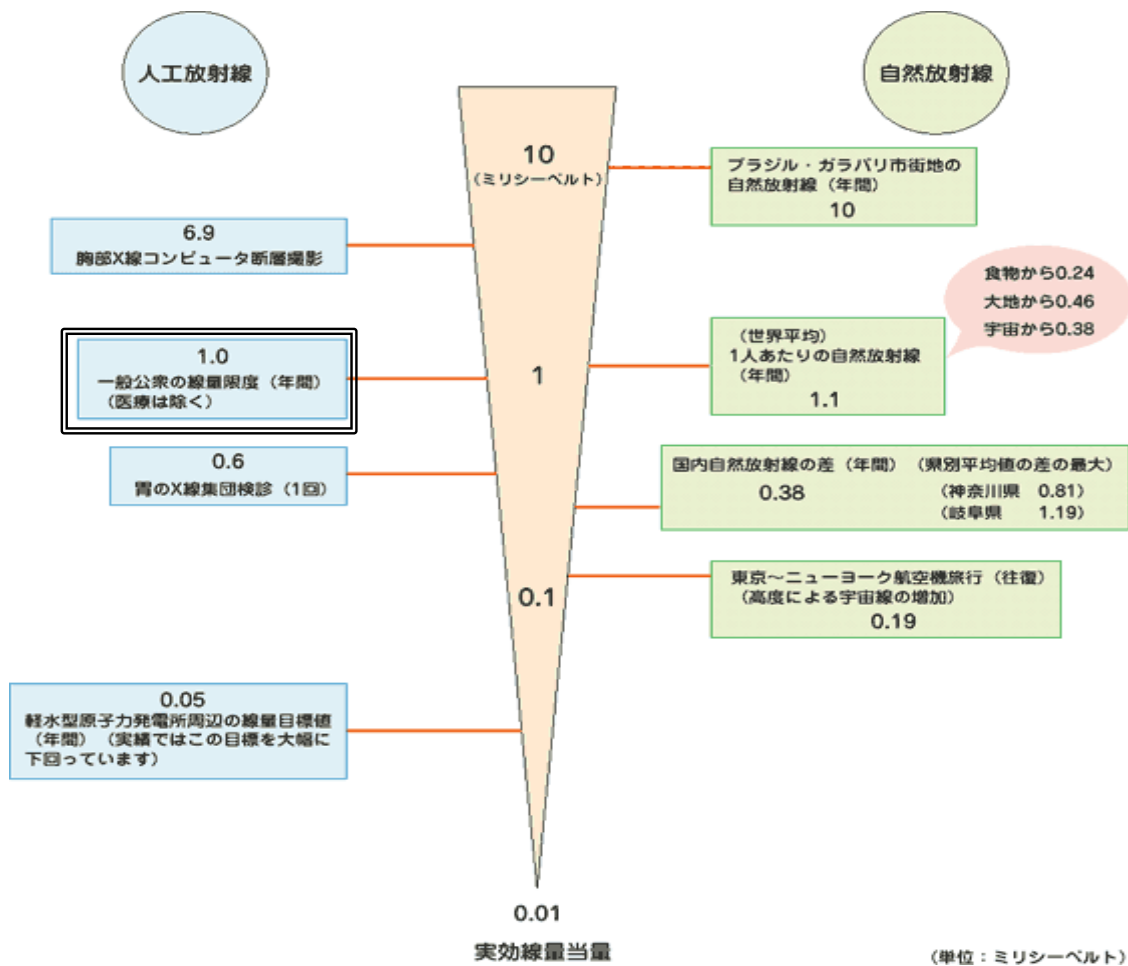 人工放射線
自然放射線
10
(ミリシーベルト)
ブラジル・ガラパリ市街地の
自然放射線(年間)
10
6.9
胸部X線コンピュータ断層撮影
食物から0.24
大地から0.46
宇宙から0.38
1.0
一般公衆の線量限度(年間)
(医療は除く)
1
(世界平均)
1人あたりの自然放射線
(年間)
1.1
0.6
胃のX線集団検診(1回)
国内自然放射線の差(年間) (県別平均値の差の最大)
0.38 (神奈川県 0.81)
(岐阜県 1.19)
0.1
東京〜ニューヨーク航空機旅行(往復)
(高度による宇宙線の増加)
0.19
0.05
軽水型原子力発電所周辺の線量目標値
(年間) (実績ではこの目標を大幅に
下回っています)
0.01
実効線量当量
(単位:ミリシーベルト)